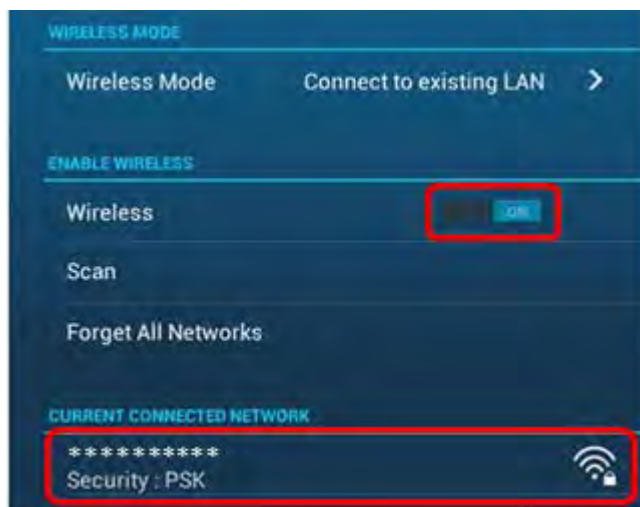 WIRELESS MODE
Wireless Mode Connect to existing LAN >
ENABLE WIRELESS
Wireless ON
Scan
Forget All Networks
CURRENT CONNECTED NETWORK
**********
Security : PSK